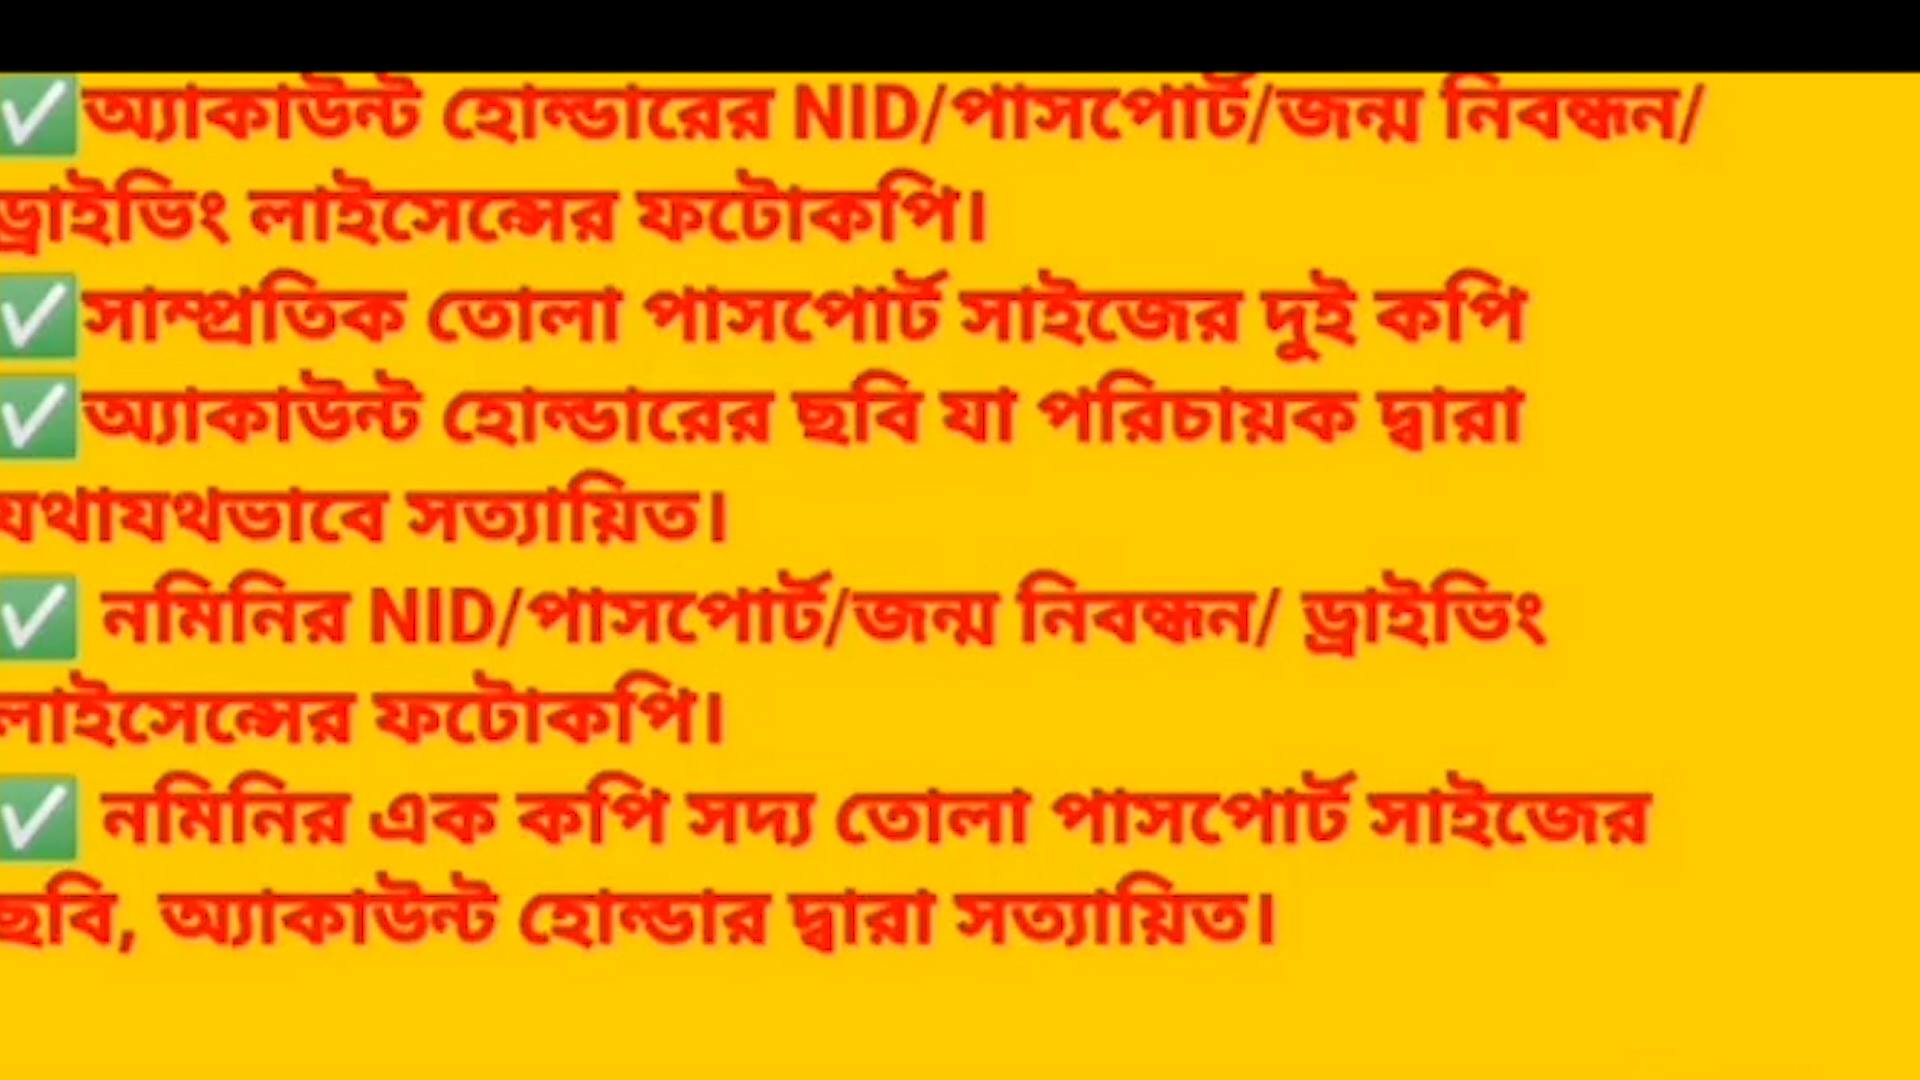 ✅অ্যাকাউন্ট হোল্ডারের NID/পাসপোর্ট/জন্ম নিবন্ধন/
ড্রাইভিং লাইসেন্সের ফটোকপি।
✅সাম্প্রতিক তোলা পাসপোর্ট সাইজের দুই কপি
✅অ্যাকাউন্ট হোল্ডারের ছবি যা পরিচায়ক দ্বারা
যথাযথভাবে সত্যায়িত।
✅ নমিনির NID/পাসপোর্ট/জন্ম নিবন্ধন/ ড্রাইভিং
লাইসেন্সের ফটোকপি।
✅ নমিনির এক কপি সদ্য তোলা পাসপোর্ট সাইজের
ছবি, অ্যাকাউন্ট হোল্ডার দ্বারা সত্যায়িত।